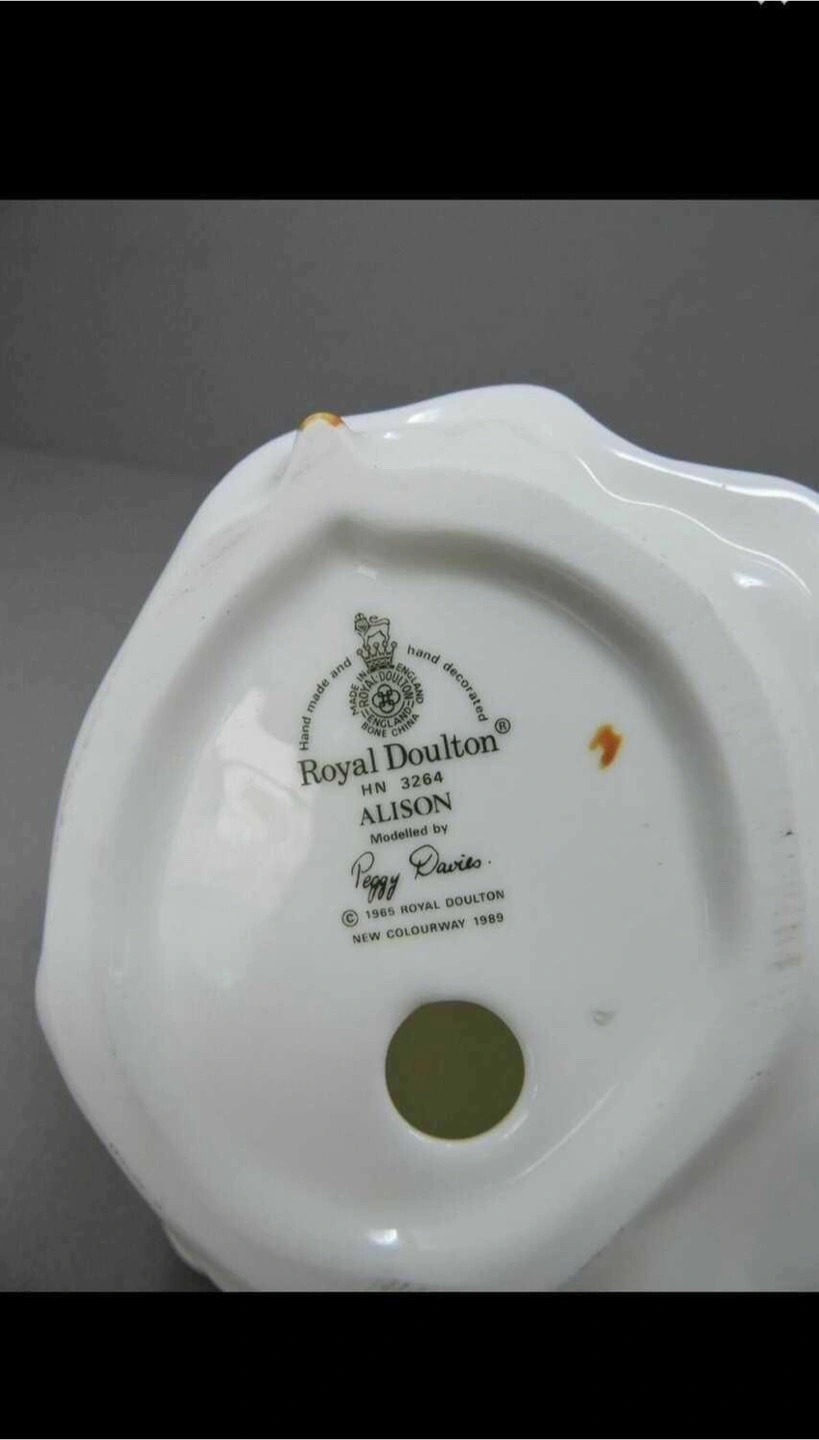 Hand made and hand decorated
MADE IN ENGLAND
ROYAL·DOULTON
ENGLAND
BONE CHINA
Royal Doulton®
HN 3264
ALISON
Modelled by
Peggy Davies.
© 1965 ROYAL DOULTON
NEW COLOURWAY 1989